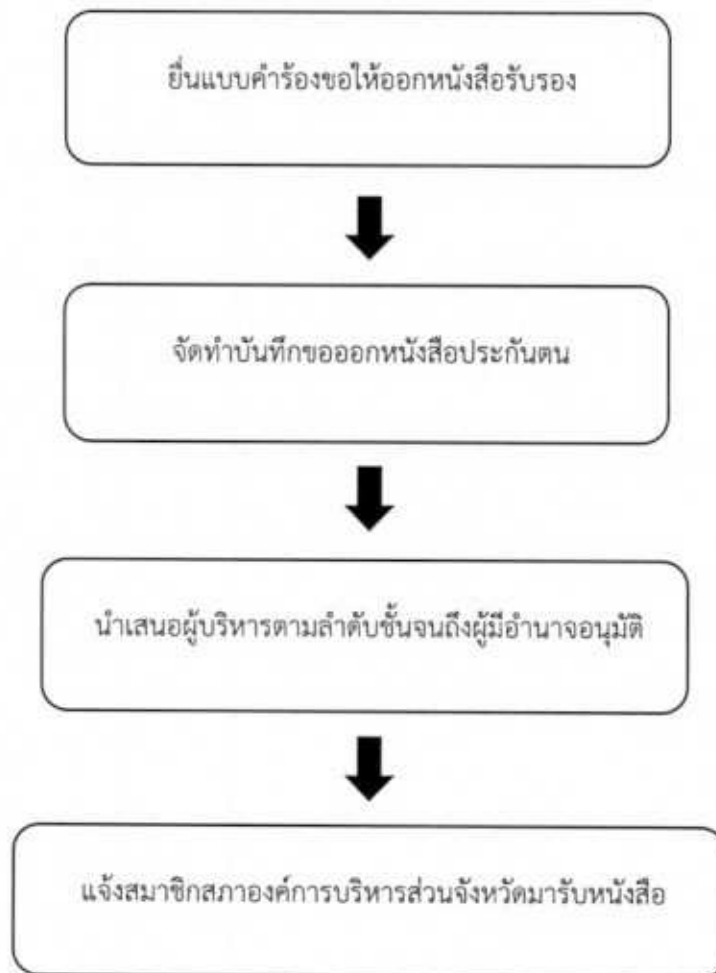 ยื่นแบบคำร้องขอให้ออกหนังสือรับรอง
จัดทำบันทึกขอออกหนังสือประกันตน
นำเสนอผู้บริหารตามลำดับชั้นจนถึงผู้มีอำนาจอนุมัติ
แจ้งสมาชิกสภาองค์การบริหารส่วนจังหวัดมารับหนังสือ